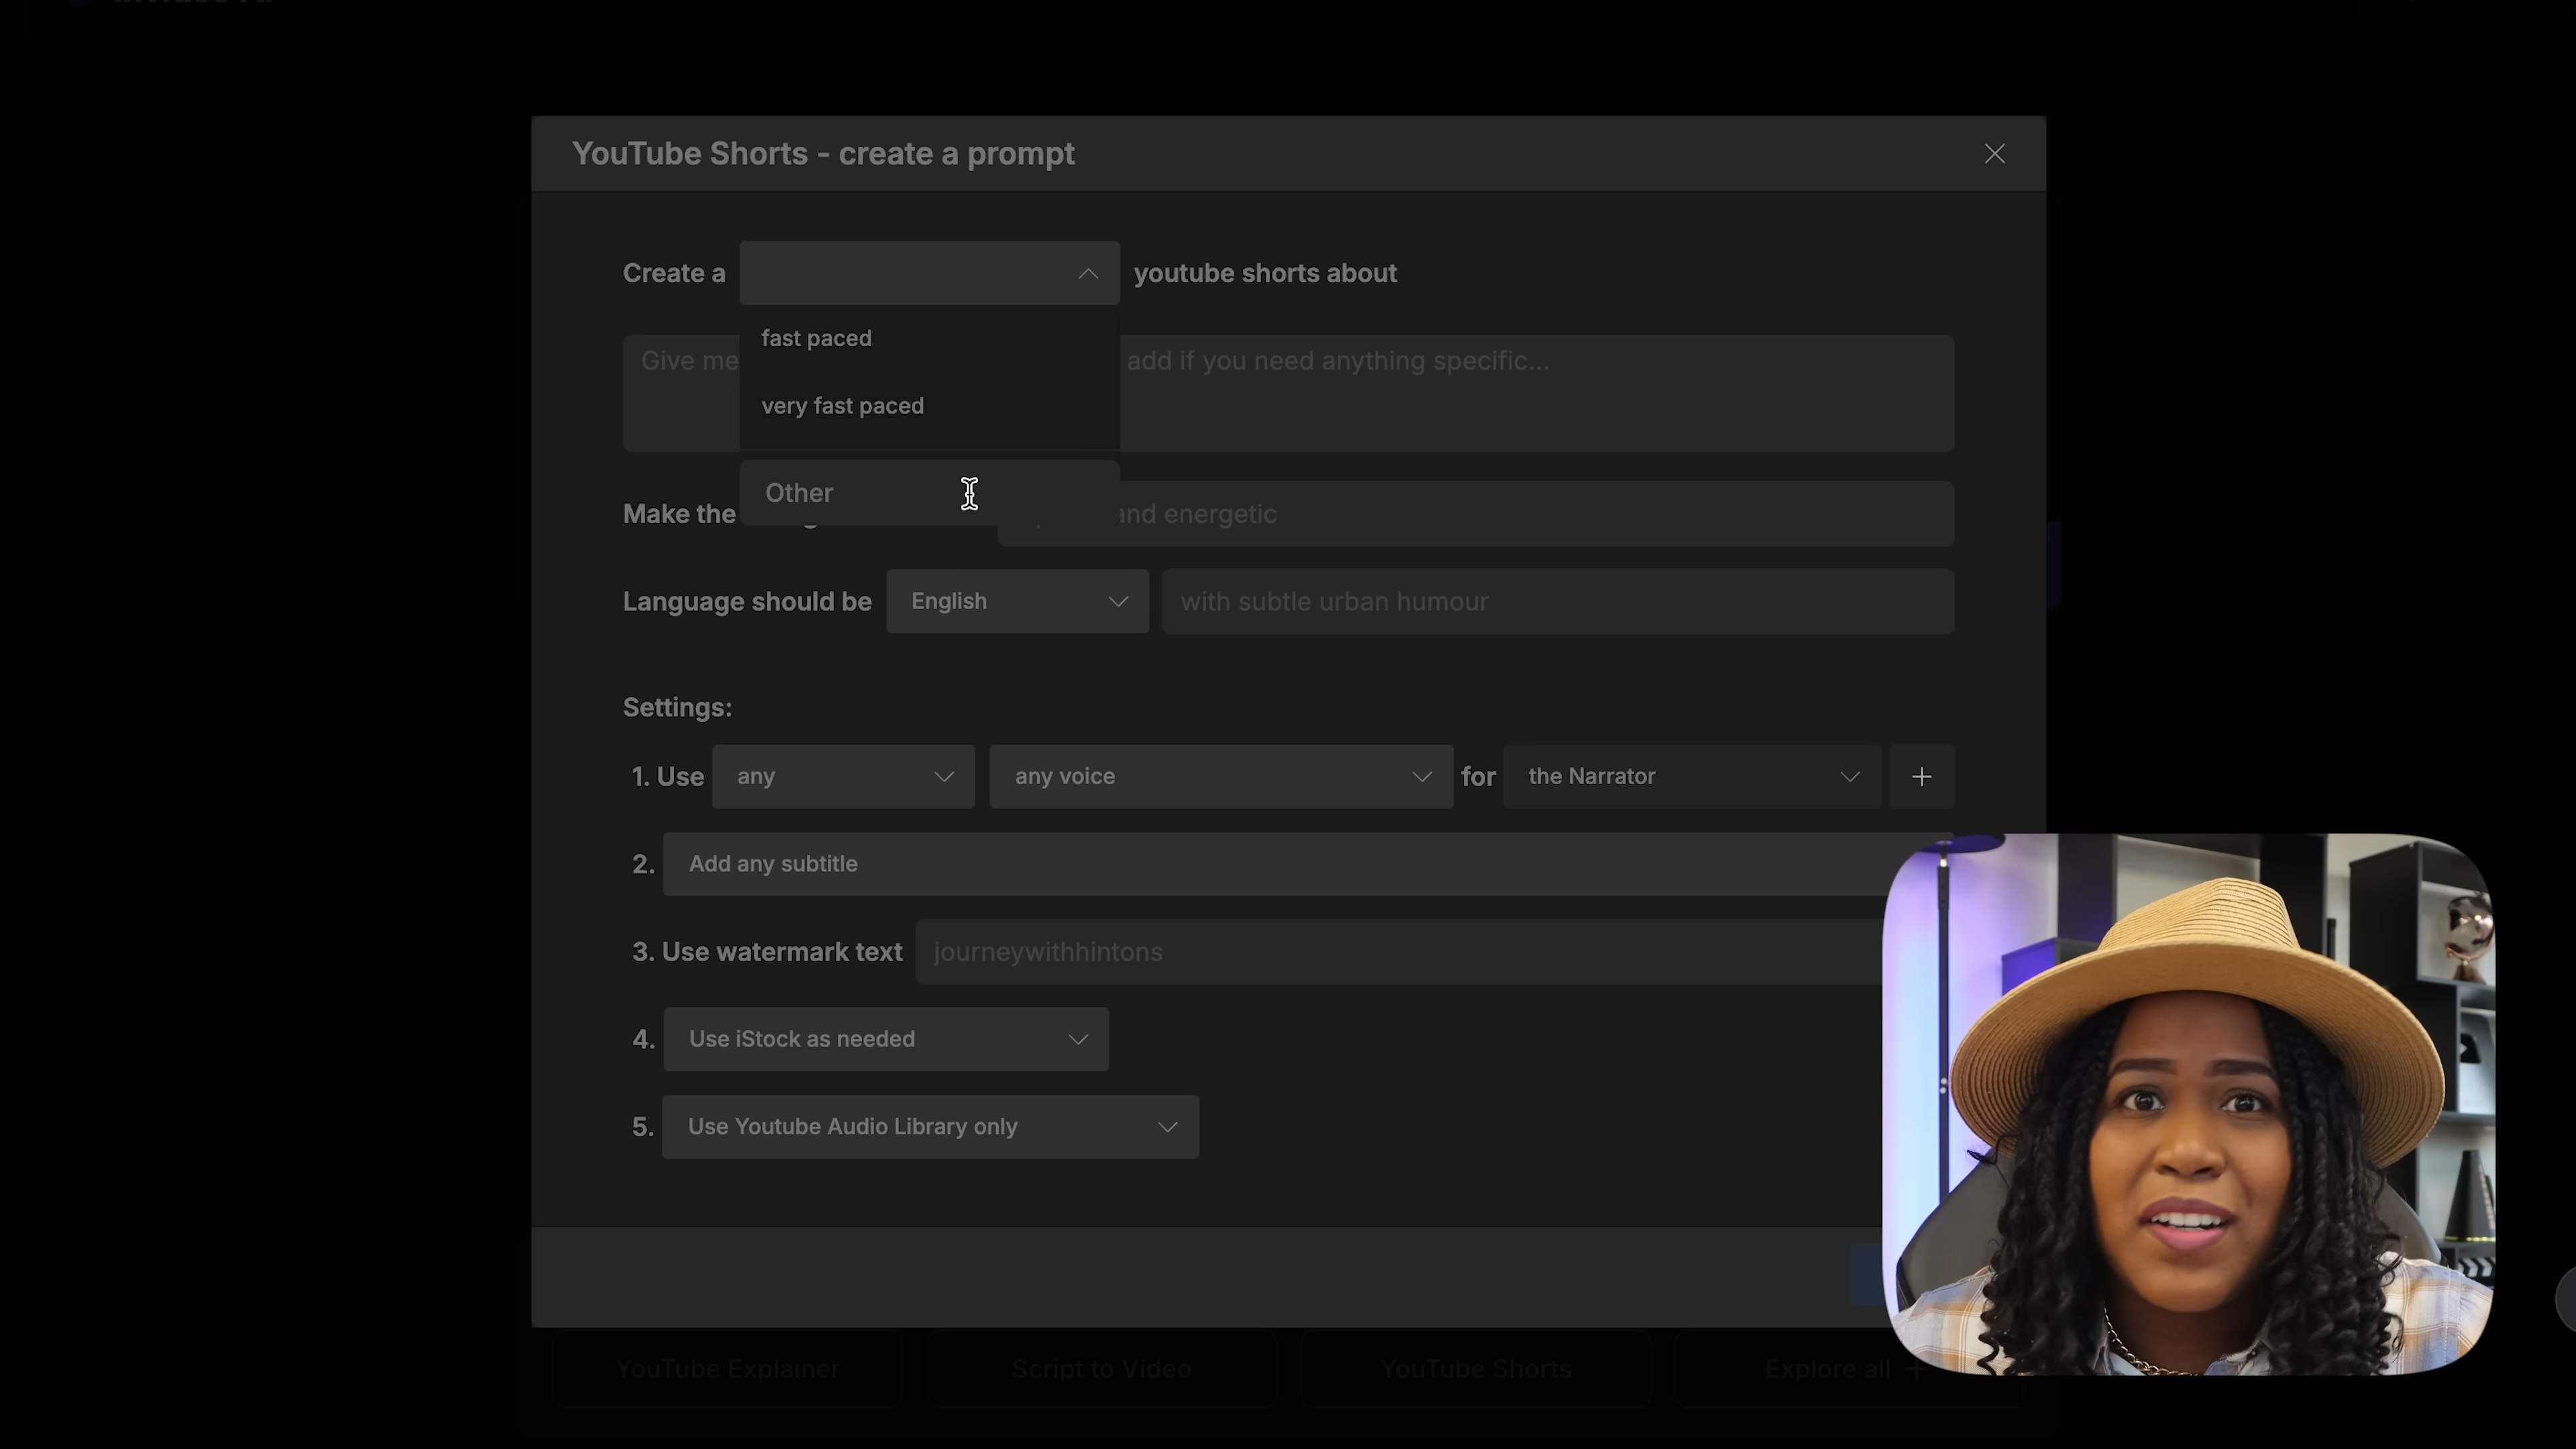 YouTube Shorts - create a prompt
Create a youtube shorts about
fast paced
Give me add if you need anything specific...
very fast paced
Other
Make the and energetic
Language should be English with subtle urban humour
Settings:
1. Use any any voice for the Narrator +
2. Add any subtitle
3. Use watermark text journeywithhintons
4. Use iStock as needed
5. Use Youtube Audio Library only
YouTube Explainer Script to Video YouTube Shorts Explore all +